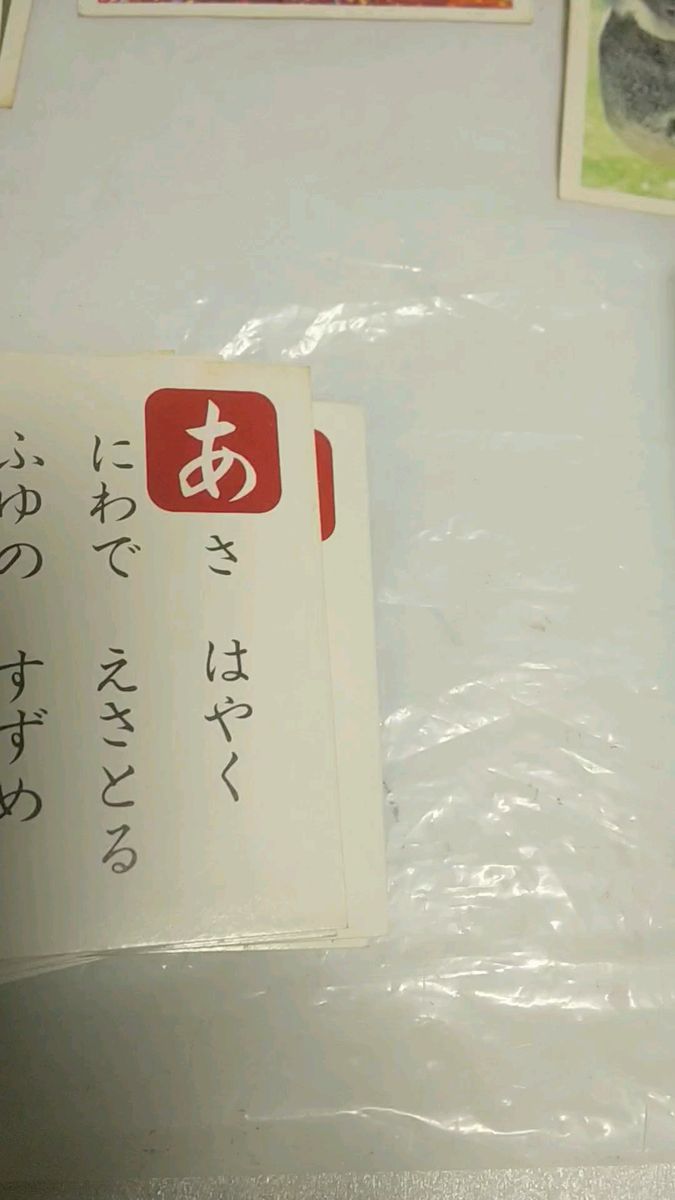 あさ はやく
にわで えさとる
ふゆの すずめ